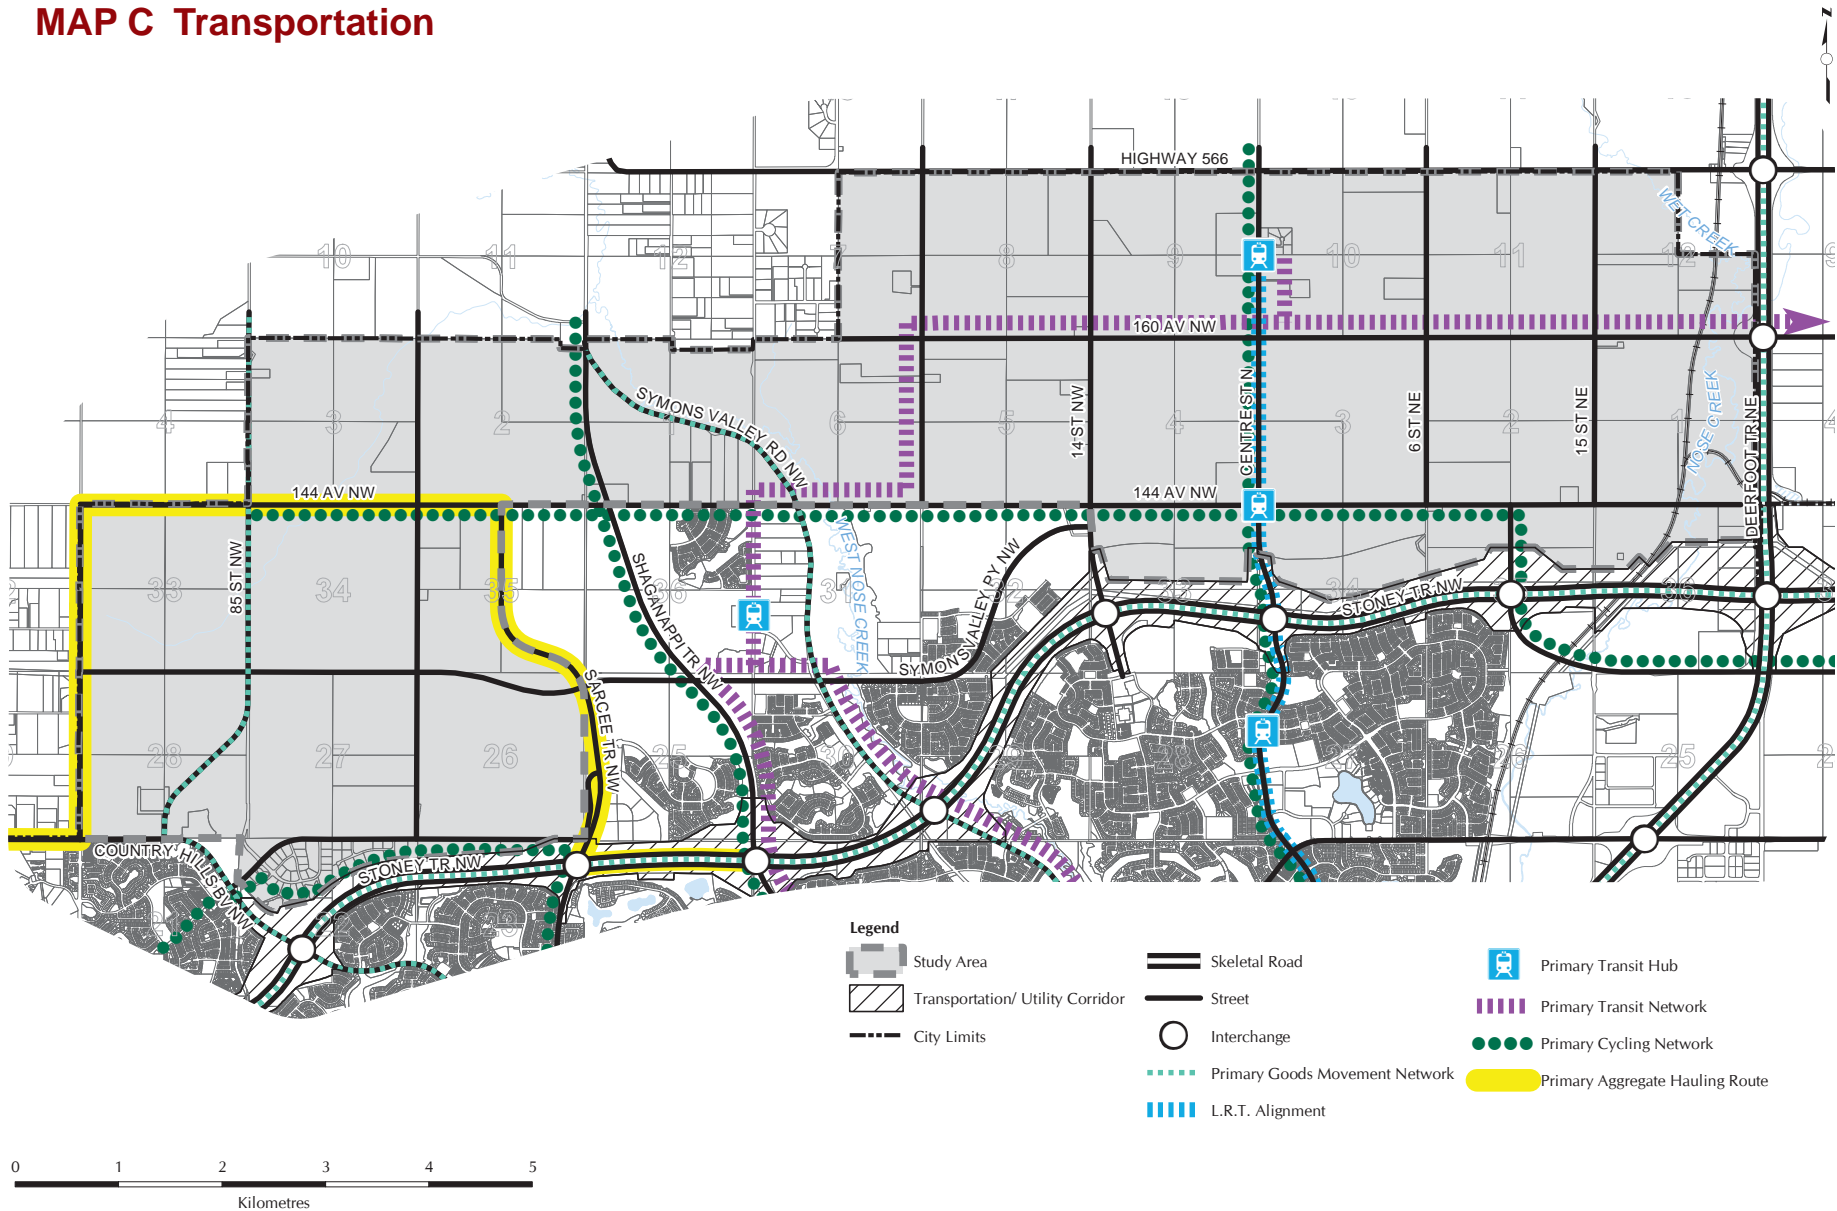 MAP C Transportation
z
HIGHWAY 566
WET CREEK
7
8
9
10
11
12
9
10
11
12
160 AV NW
SYMONS VALLEY RD NW
14 ST NW
CENTRE ST N
6 ST NE
15 ST NE
NOSE CREEK
DEERFOOT TR NE
4
3
2
1
6
5
4
3
2
1
4
144 AV NW
144 AV NW
85 ST NW
SHAGANAPPI TR NW
WEST NOSE CREEK
SYMONS VALLEY RY NW
STONEY TR NW
33
34
35
36
31
32
33
34
36
SARCEE TR NW
28
27
26
25
30
29
28
27
26
25
COUNTRY HILLS BV NW
STONEY TR NW
Legend
Study Area
Transportation/ Utility Corridor
City Limits
Skeletal Road
Street
Interchange
Primary Goods Movement Network
L.R.T. Alignment
Primary Transit Hub
Primary Transit Network
Primary Cycling Network
Primary Aggregate Hauling Route
0 1 2 3 4 5
Kilometres